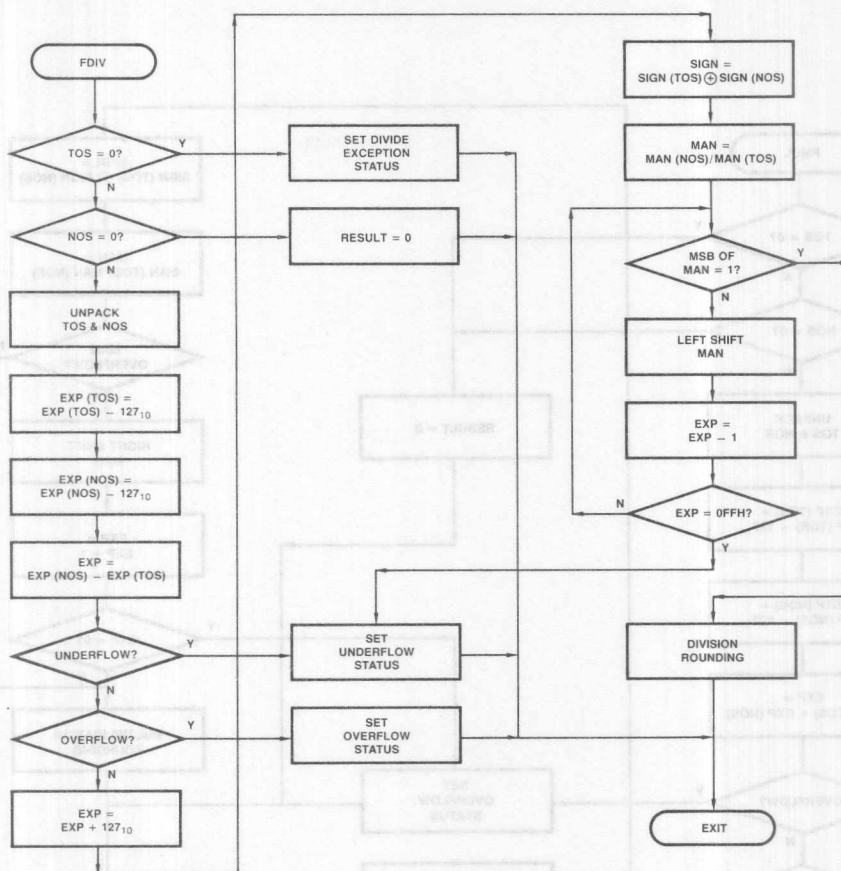 FDIV
TOS = 0?
Y
N
SET DIVIDE
EXCEPTION
STATUS
NOS = 0?
N
RESULT = 0
UNPACK
TOS & NOS
EXP (TOS) =
EXP (TOS) − 127₁₀
EXP (NOS) =
EXP (NOS) − 127₁₀
EXP =
EXP (NOS) − EXP (TOS)
UNDERFLOW?
Y
N
SET
UNDERFLOW
STATUS
OVERFLOW?
Y
N
SET
OVERFLOW
STATUS
EXP =
EXP + 127₁₀
SIGN =
SIGN (TOS) ⊕ SIGN (NOS)
MAN =
MAN (NOS)/MAN (TOS)
MSB OF
MAN = 1?
Y
N
LEFT SHIFT
MAN
EXP =
EXP − 1
EXP = 0FFH?
N
Y
DIVISION
ROUNDING
EXIT